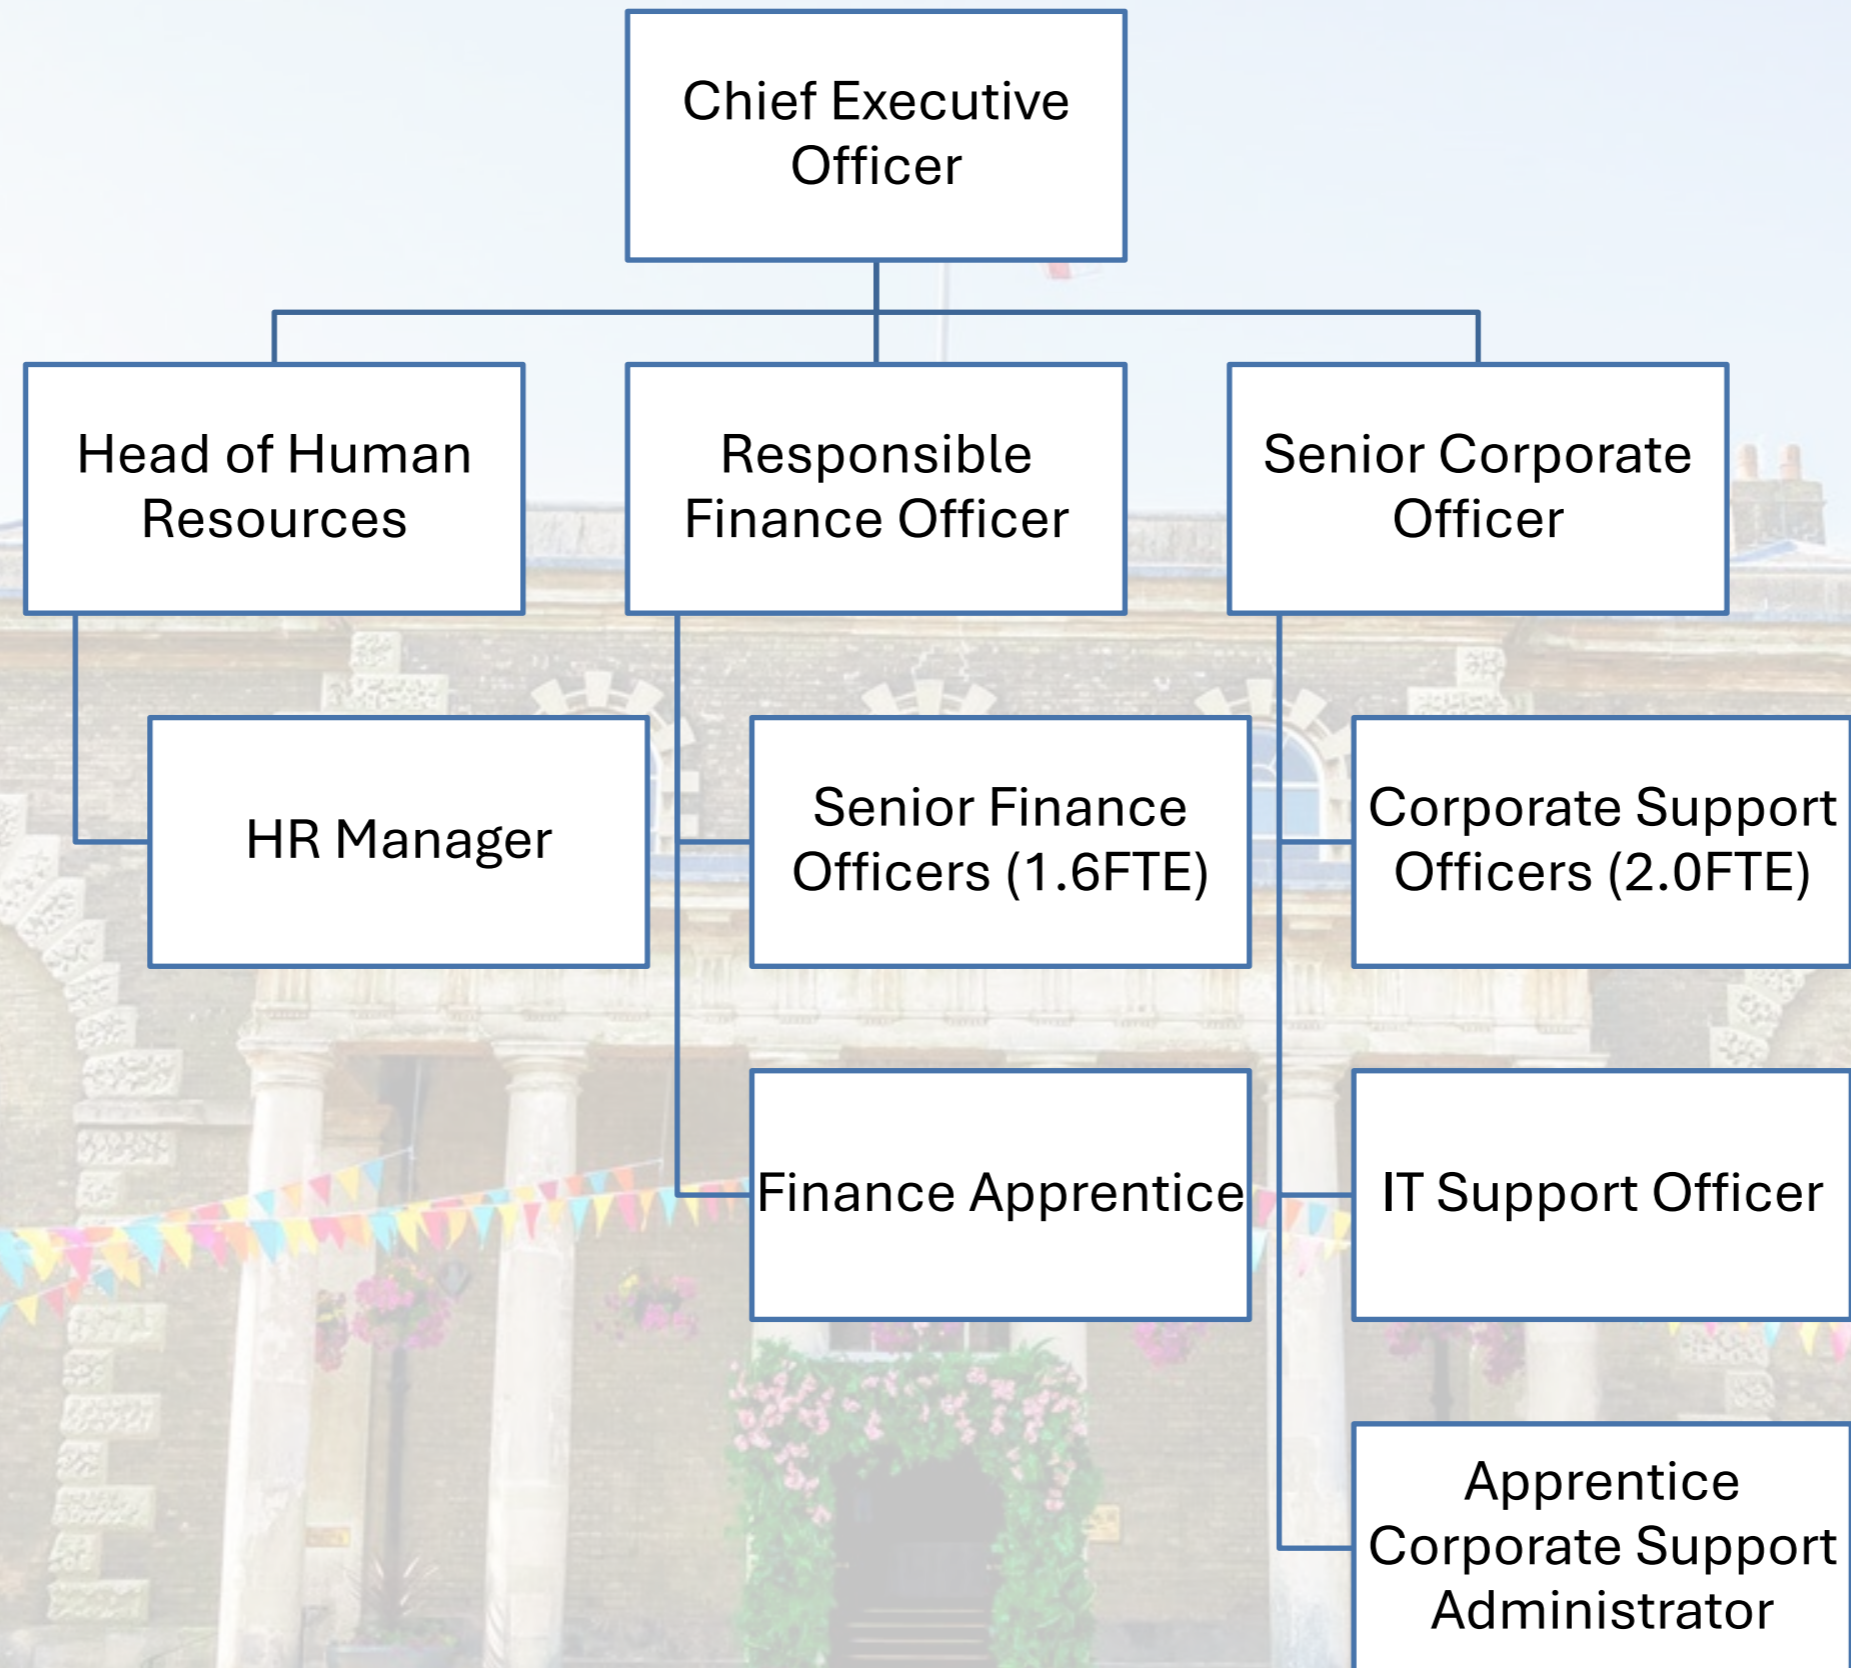 Chief Executive
Officer
Head of Human
Resources
Responsible
Finance Officer
Senior Corporate
Officer
HR Manager
Senior Finance
Officers (1.6FTE)
Corporate Support
Officers (2.0FTE)
Finance Apprentice
IT Support Officer
Apprentice
Corporate Support
Administrator